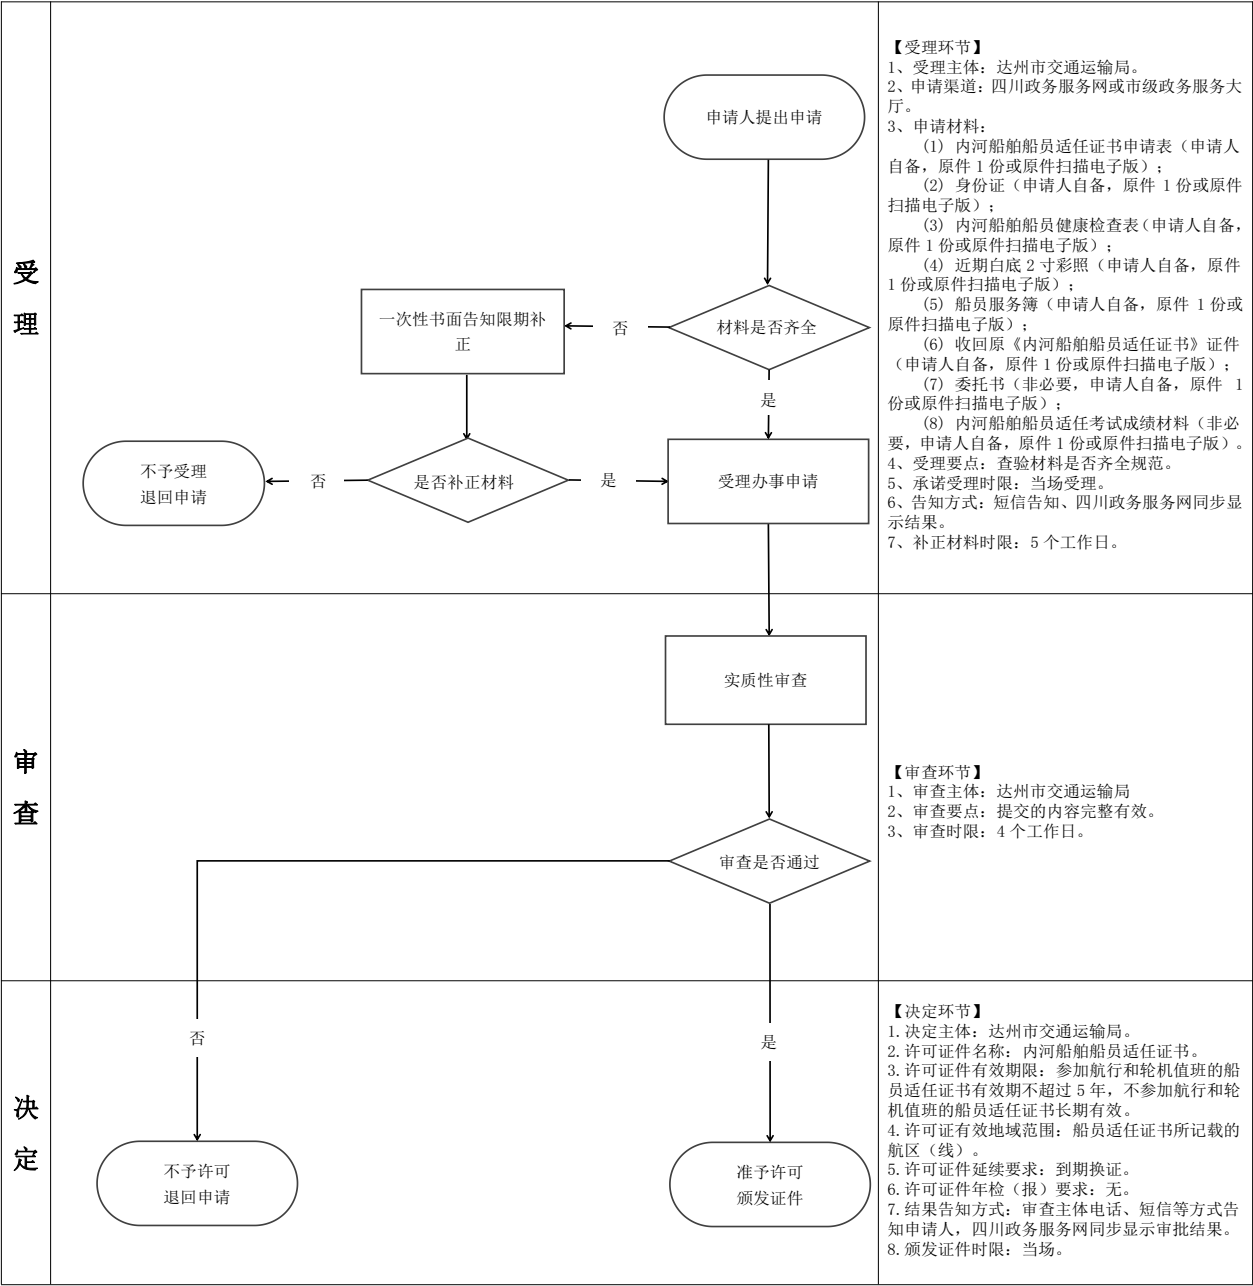 受
理
申请人提出申请
材料是否齐全
否
一次性书面告知限期补
正
是
不予受理
退回申请
否
是否补正材料
是
受理办事申请
【受理环节】
1、受理主体：达州市交通运输局。
2、申请渠道：四川政务服务网或市级政务服务大
厅。
3、申请材料：
(1) 内河船舶船员适任证书申请表（申请人
自备，原件 1 份或原件扫描电子版）；
(2) 身份证（申请人自备，原件 1 份或原件
扫描电子版）；
(3) 内河船舶船员健康检查表(申请人自备，
原件 1 份或原件扫描电子版）；
(4) 近期白底 2 寸彩照（申请人自备，原件
1 份或原件扫描电子版）；
(5) 船员服务簿（申请人自备，原件 1 份或
原件扫描电子版）；
(6) 收回原《内河船舶船员适任证书》证件
（申请人自备，原件 1 份或原件扫描电子版）；
(7) 委托书（非必要，申请人自备，原件 1
份或原件扫描电子版）；
(8) 内河船舶船员适任考试成绩材料（非必
要，申请人自备，原件 1 份或原件扫描电子版）。
4、受理要点：查验材料是否齐全规范。
5、承诺受理时限：当场受理。
6、告知方式：短信告知、四川政务服务网同步显
示结果。
7、补正材料时限：5 个工作日。
审
查
实质性审查
审查是否通过
【审查环节】
1、审查主体：达州市交通运输局
2、审查要点：提交的内容完整有效。
3、审查时限：4 个工作日。
决
定
否
是
不予许可
退回申请
准予许可
颁发证件
【决定环节】
1.决定主体：达州市交通运输局。
2.许可证件名称：内河船舶船员适任证书。
3.许可证件有效期限：参加航行和轮机值班的船
员适任证书有效期不超过 5 年，不参加航行和轮
机值班的船员适任证书长期有效。
4.许可证有效地域范围：船员适任证书所记载的
航区（线）。
5.许可证件延续要求：到期换证。
6.许可证件年检（报）要求：无。
7.结果告知方式：审查主体电话、短信等方式告
知申请人，四川政务服务网同步显示审批结果。
8.颁发证件时限：当场。